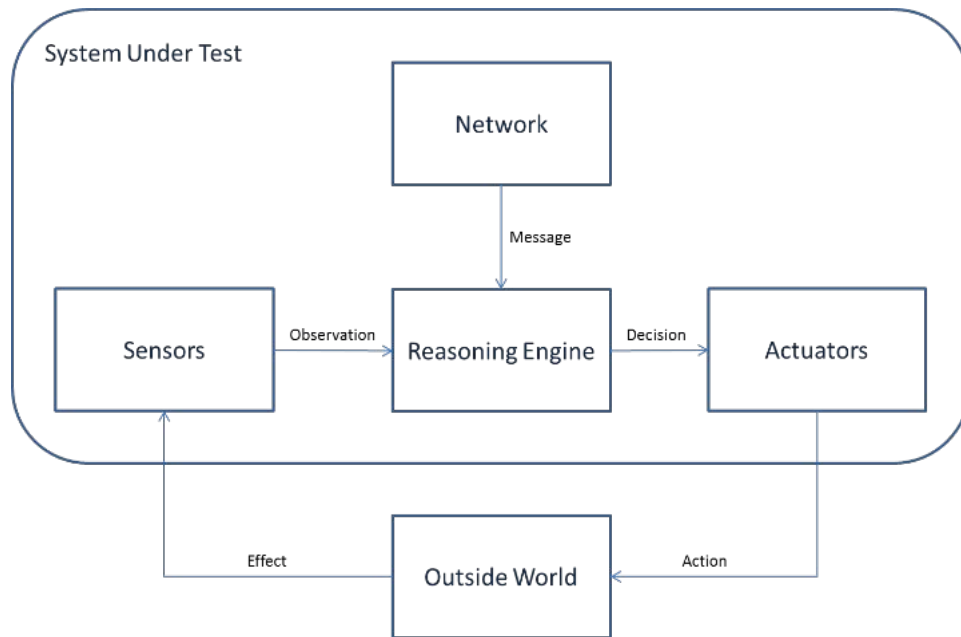 System Under Test
Network
Message
Sensors
Observation
Reasoning Engine
Decision
Actuators
Effect
Outside World
Action